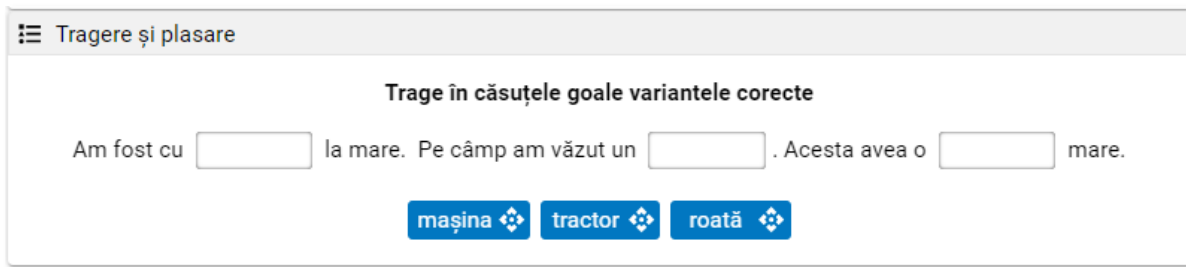 Tragere și plasare
Trage în căsuțele goale variantele corecte
Am fost cu la mare. Pe câmp am văzut un . Acesta avea o mare.
mașina tractor roată